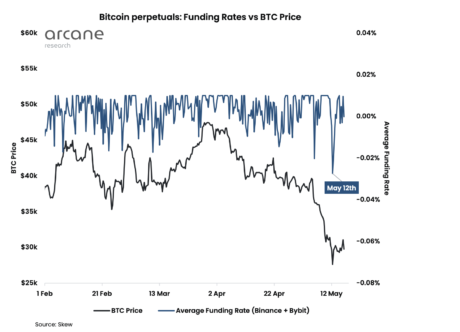 Bitcoin perpetuals: Funding Rates vs BTC Price
arcane
research
$60k
$55k
$50k
$45k
$40k
$35k
$30k
$25k
BTC Price
0.04%
0.02%
0.00%
-0.02%
-0.04%
-0.06%
-0.08%
Average Funding Rate
May 12th
1 Feb 21 Feb 13 Mar 2 Apr 22 Apr 12 May
BTC Price Average Funding Rate (Binance + Bybit)
Source: Skew